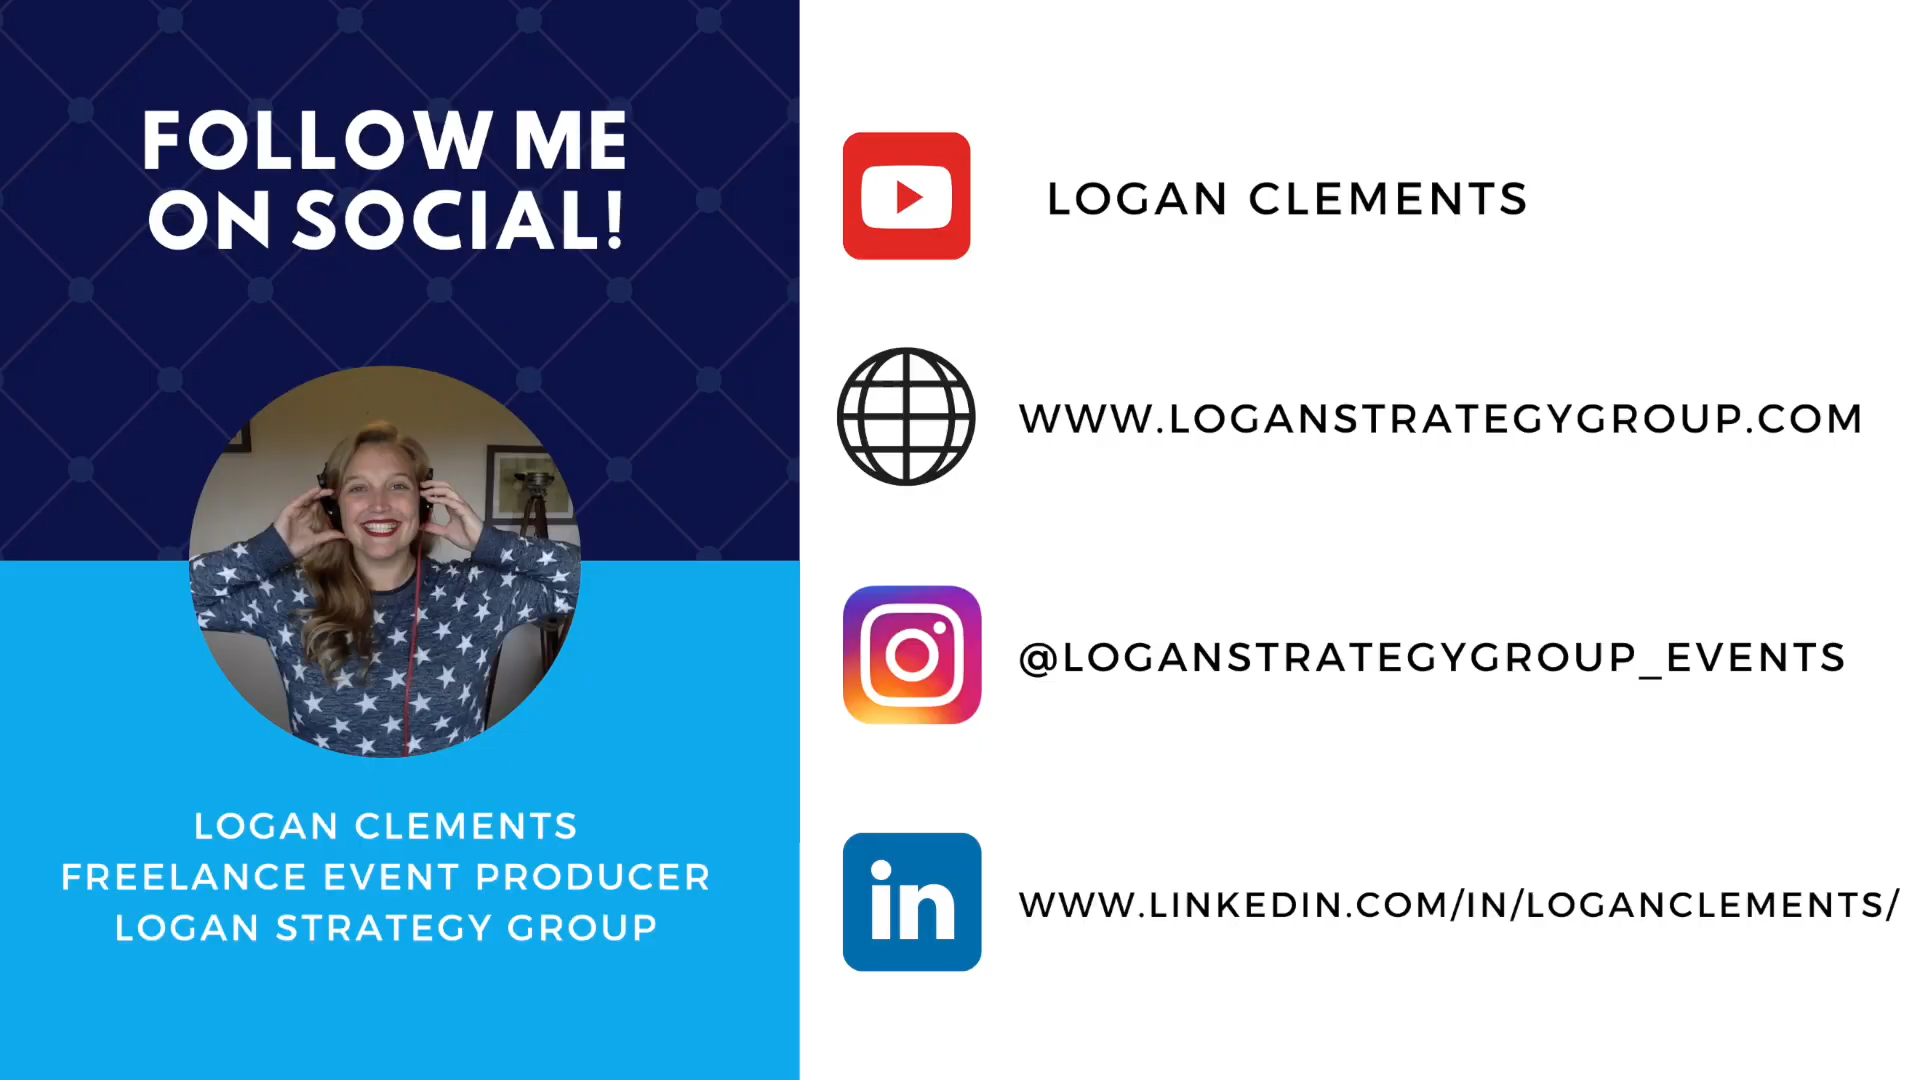 FOLLOW ME
ON SOCIAL!
LOGAN CLEMENTS
FREELANCE EVENT PRODUCER
LOGAN STRATEGY GROUP
LOGAN CLEMENTS
WWW.LOGANSTRATEGYGROUP.COM
@LOGANSTRATEGYGROUP_EVENTS
in
WWW.LINKEDIN.COM/IN/LOGANCLEMENTS/